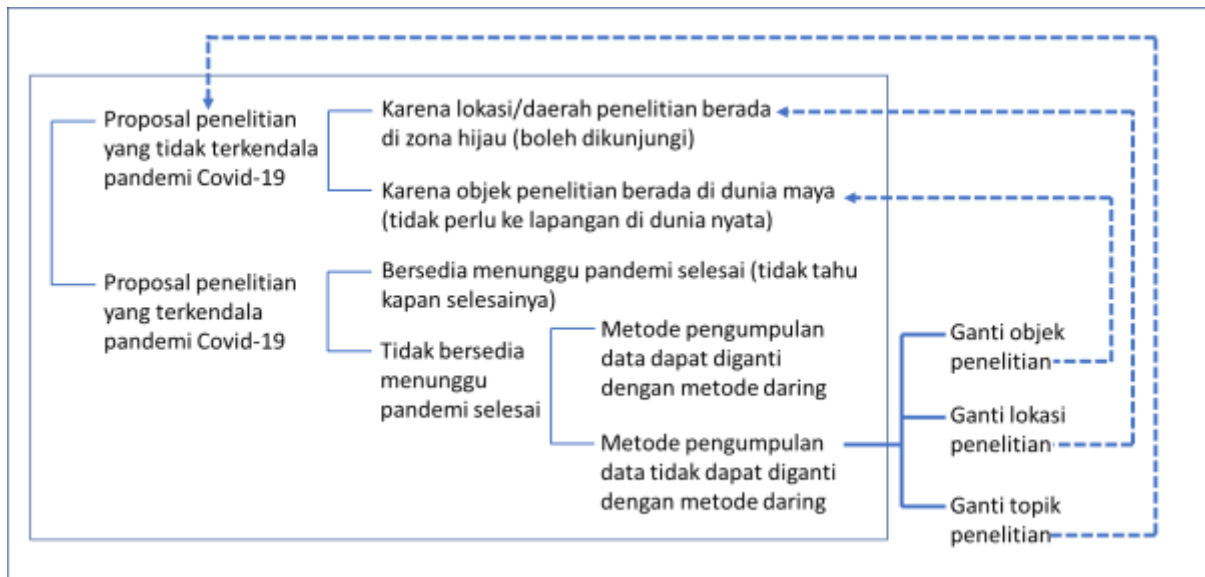 Proposal penelitian
yang tidak terkendala
pandemi Covid-19
Karena lokasi/daerah penelitian berada
di zona hijau (boleh dikunjungi)
Karena objek penelitian berada di dunia maya
(tidak perlu ke lapangan di dunia nyata)
Proposal penelitian
yang terkendala
pandemi Covid-19
Bersedia menunggu pandemi selesai (tidak tahu
kapan selesainya)
Tidak bersedia
menunggu
pandemi selesai
Metode pengumpulan
data dapat diganti
dengan metode daring
Metode pengumpulan
data tidak dapat diganti
dengan metode daring
Ganti objek
penelitian
Ganti lokasi
penelitian
Ganti topik
penelitian